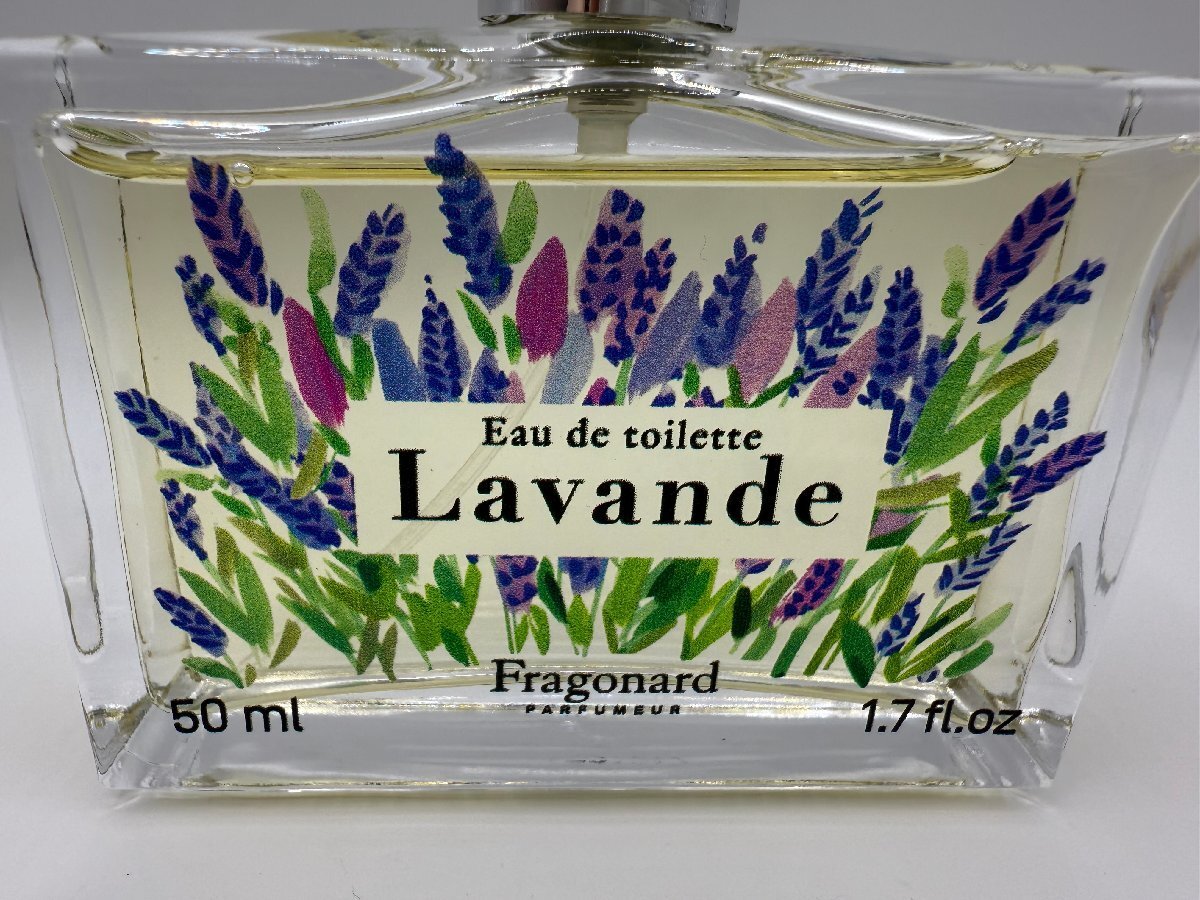 Eau de toilette
Lavande
Fragonard
PARFUMEUR
50 ml
1.7 fl.oz